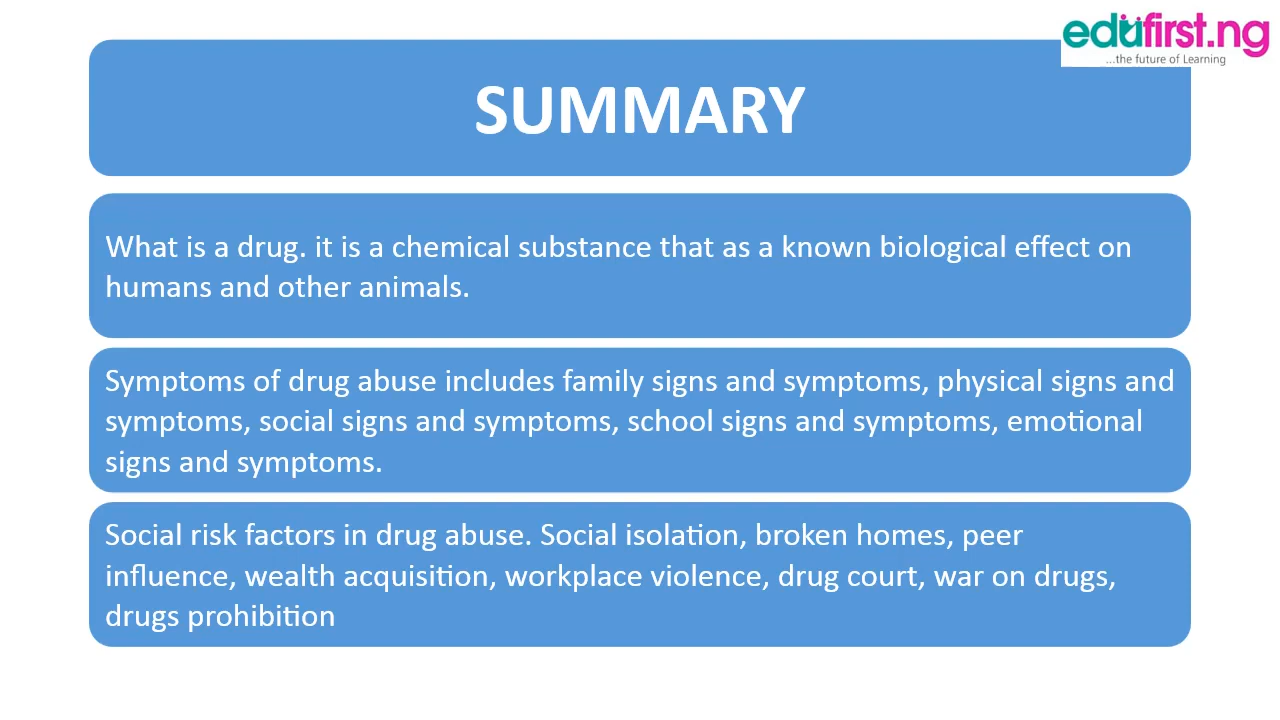 edufirst.ng
...the future of Learning
SUMMARY
What is a drug. it is a chemical substance that as a known biological effect on
humans and other animals.
Symptoms of drug abuse includes family signs and symptoms, physical signs and
symptoms, social signs and symptoms, school signs and symptoms, emotional
signs and symptoms.
Social risk factors in drug abuse. Social isolation, broken homes, peer
influence, wealth acquisition, workplace violence, drug court, war on drugs,
drugs prohibition